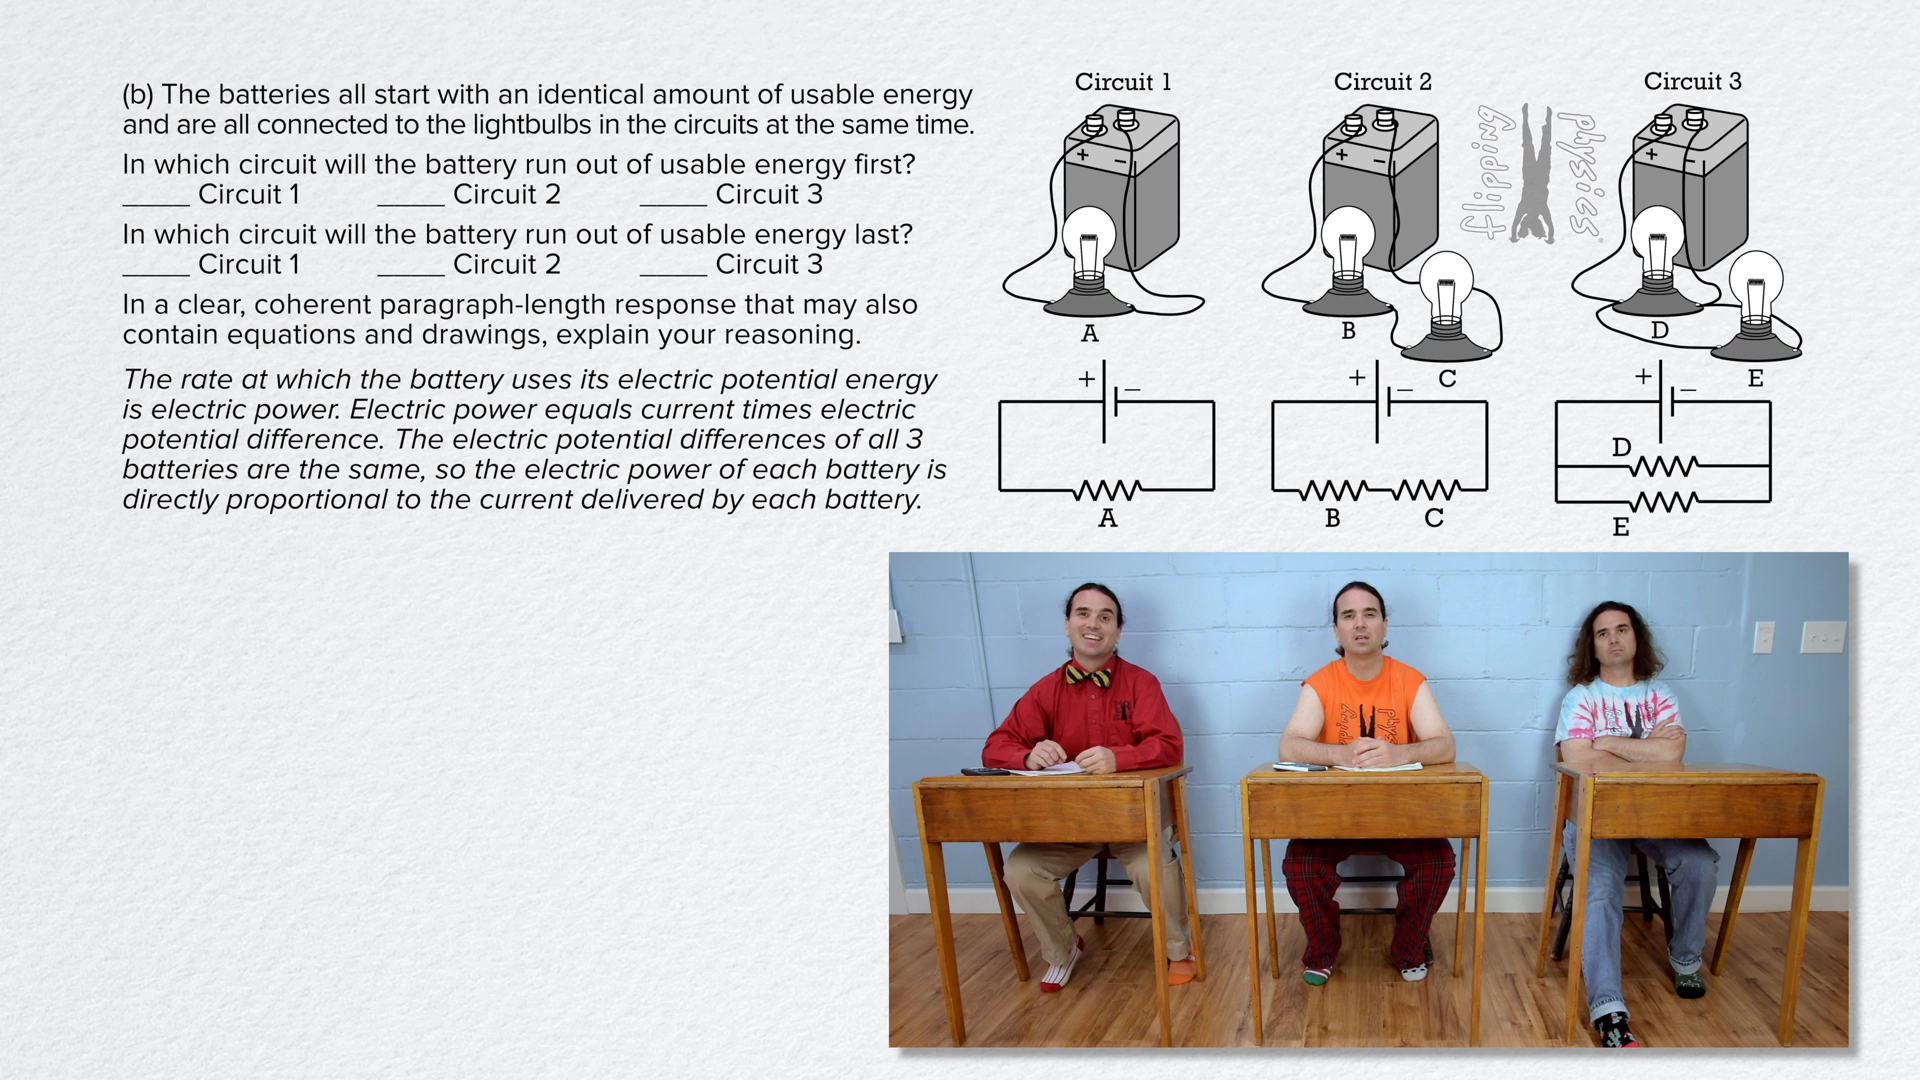 (b) The batteries all start with an identical amount of usable energy
and are all connected to the lightbulbs in the circuits at the same time.
In which circuit will the battery run out of usable energy first?
_____ Circuit 1 _____ Circuit 2 _____ Circuit 3
In which circuit will the battery run out of usable energy last?
_____ Circuit 1 _____ Circuit 2 _____ Circuit 3
In a clear, coherent paragraph-length response that may also
contain equations and drawings, explain your reasoning.
The rate at which the battery uses its electric potential energy
is electric power. Electric power equals current times electric
potential difference. The electric potential differences of all 3
batteries are the same, so the electric power of each battery is
directly proportional to the current delivered by each battery.
Circuit 1
+ −
A
+ −
A
Circuit 2
+ −
B
C
+ −
B C
flipping
physics
Circuit 3
+ −
D
E
+ −
D
E
flipping
physics